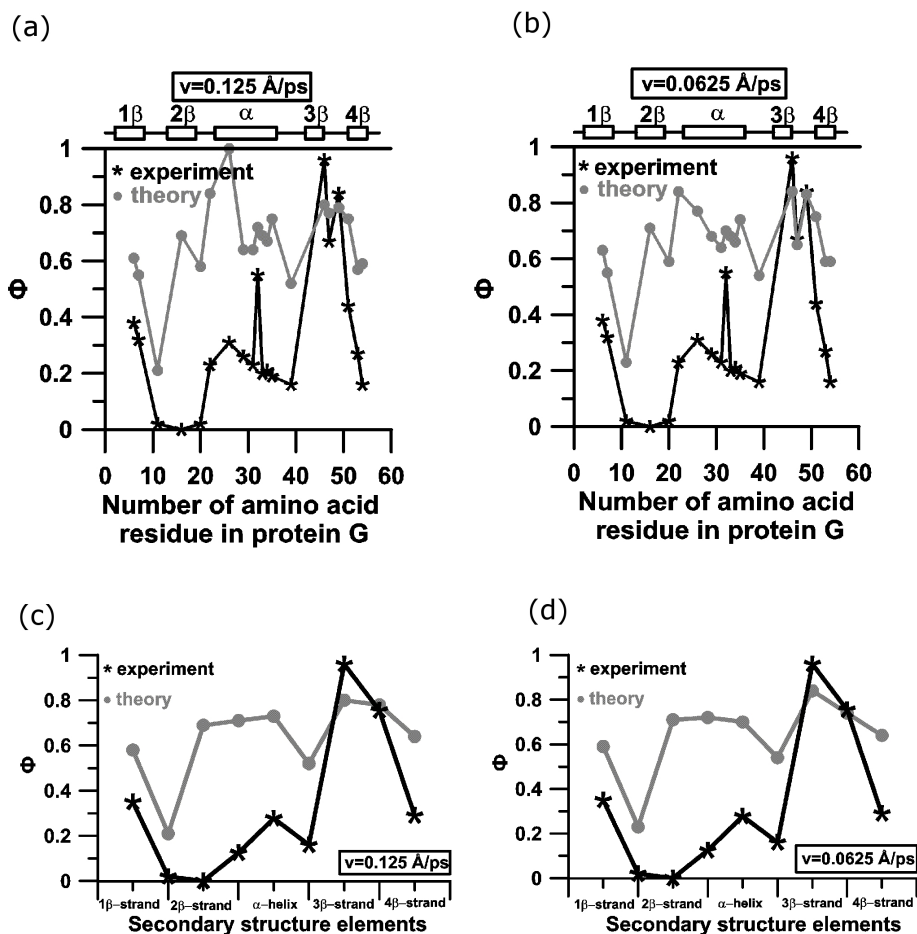 (a)
v=0.125 Å/ps
1β 2β α 3β 4β
1
* experiment
theory
0.8
0.6
Φ
0.4
0.2
0
0 10 20 30 40 50 60
Number of amino acid
residue in protein G
(b)
v=0.0625 Å/ps
1β 2β α 3β 4β
1
* experiment
theory
0.8
0.6
Φ
0.4
0.2
0
0 10 20 30 40 50 60
Number of amino acid
residue in protein G
(c)
1
* experiment
0.8
theory
0.6
Φ
0.4
0.2
v=0.125 Å/ps
0
1β–strand 2β–strand α–helix 3β–strand 4β–strand
Secondary structure elements
(d)
1
* experiment
0.8
theory
0.6
Φ
0.4
0.2
v=0.0625 Å/ps
0
1β–strand 2β–strand α–helix 3β–strand 4β–strand
Secondary structure elements